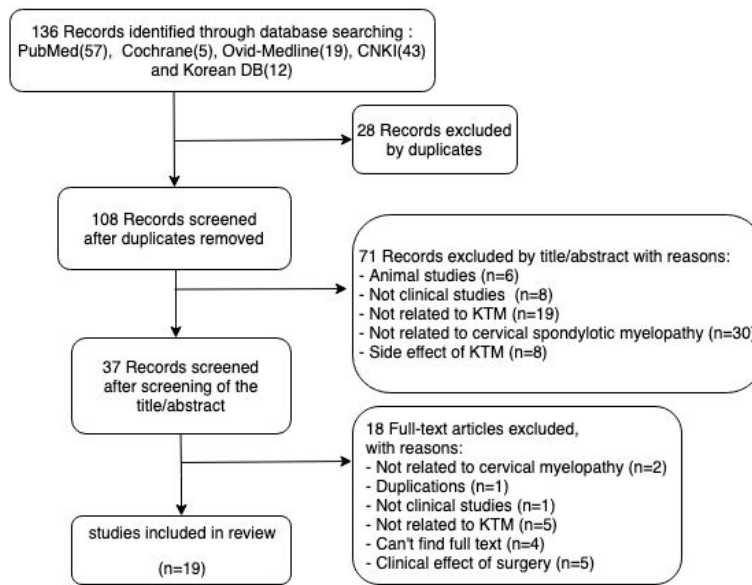 136 Records identified through database searching :
PubMed(57), Cochrane(5), Ovid-Medline(19), CNKI(43)
and Korean DB(12)
28 Records excluded
by duplicates
108 Records screened
after duplicates removed
71 Records excluded by title/abstract with reasons:
- Animal studies (n=6)
- Not clinical studies (n=8)
- Not related to KTM (n=19)
- Not related to cervical spondylotic myelopathy (n=30)
- Side effect of KTM (n=8)
37 Records screened
after screening of the
title/abstract
18 Full-text articles excluded,
with reasons:
- Not related to cervical myelopathy (n=2)
- Duplications (n=1)
- Not clinical studies (n=1)
- Not related to KTM (n=5)
- Can't find full text (n=4)
- Clinical effect of surgery (n=5)
studies included in review
(n=19)